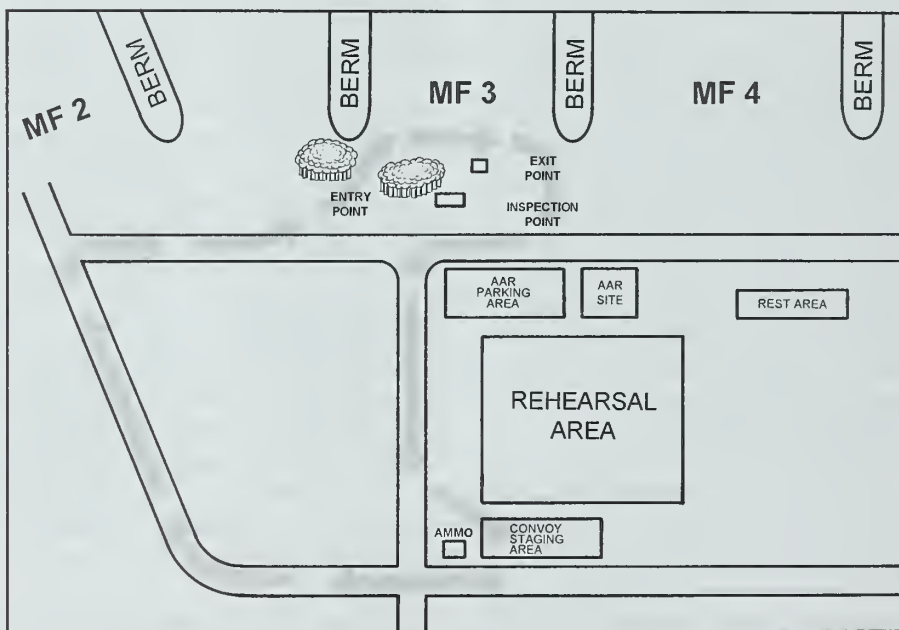 BERM
BERM
BERM
BERM
MF 2
MF 3
MF 4
EXIT
POINT
ENTRY
POINT
INSPECTION
POINT
AAR
PARKING
AREA
AAR
SITE
REST AREA
REHEARSAL
AREA
AMMO
CONVOY
STAGING
AREA